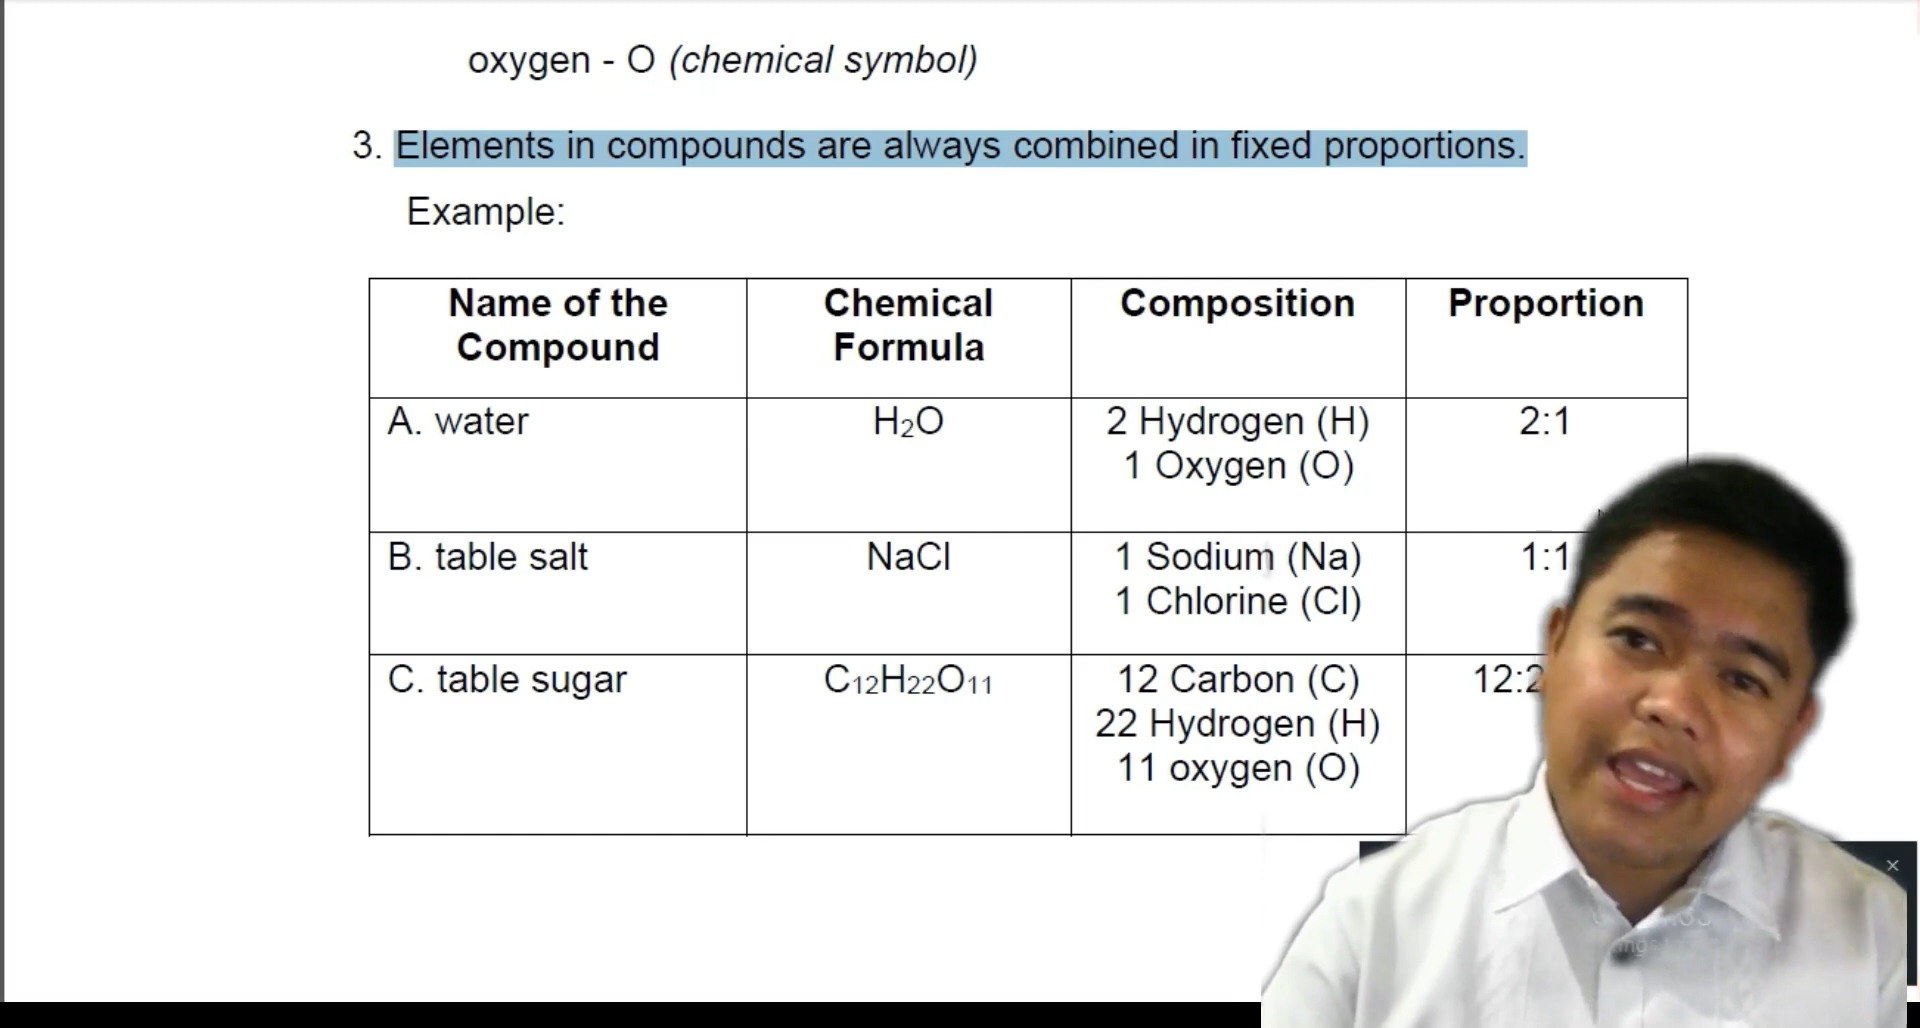 oxygen - O (chemical symbol)
3. Elements in compounds are always combined in fixed proportions.
Example:
Name of the Compound
Chemical Formula
Composition
Proportion
A. water
H₂O
2 Hydrogen (H)
1 Oxygen (O)
2:1
B. table salt
NaCl
1 Sodium (Na)
1 Chlorine (Cl)
1:1
C. table sugar
C₁₂H₂₂O₁₁
12 Carbon (C)
22 Hydrogen (H)
11 oxygen (O)
12:2